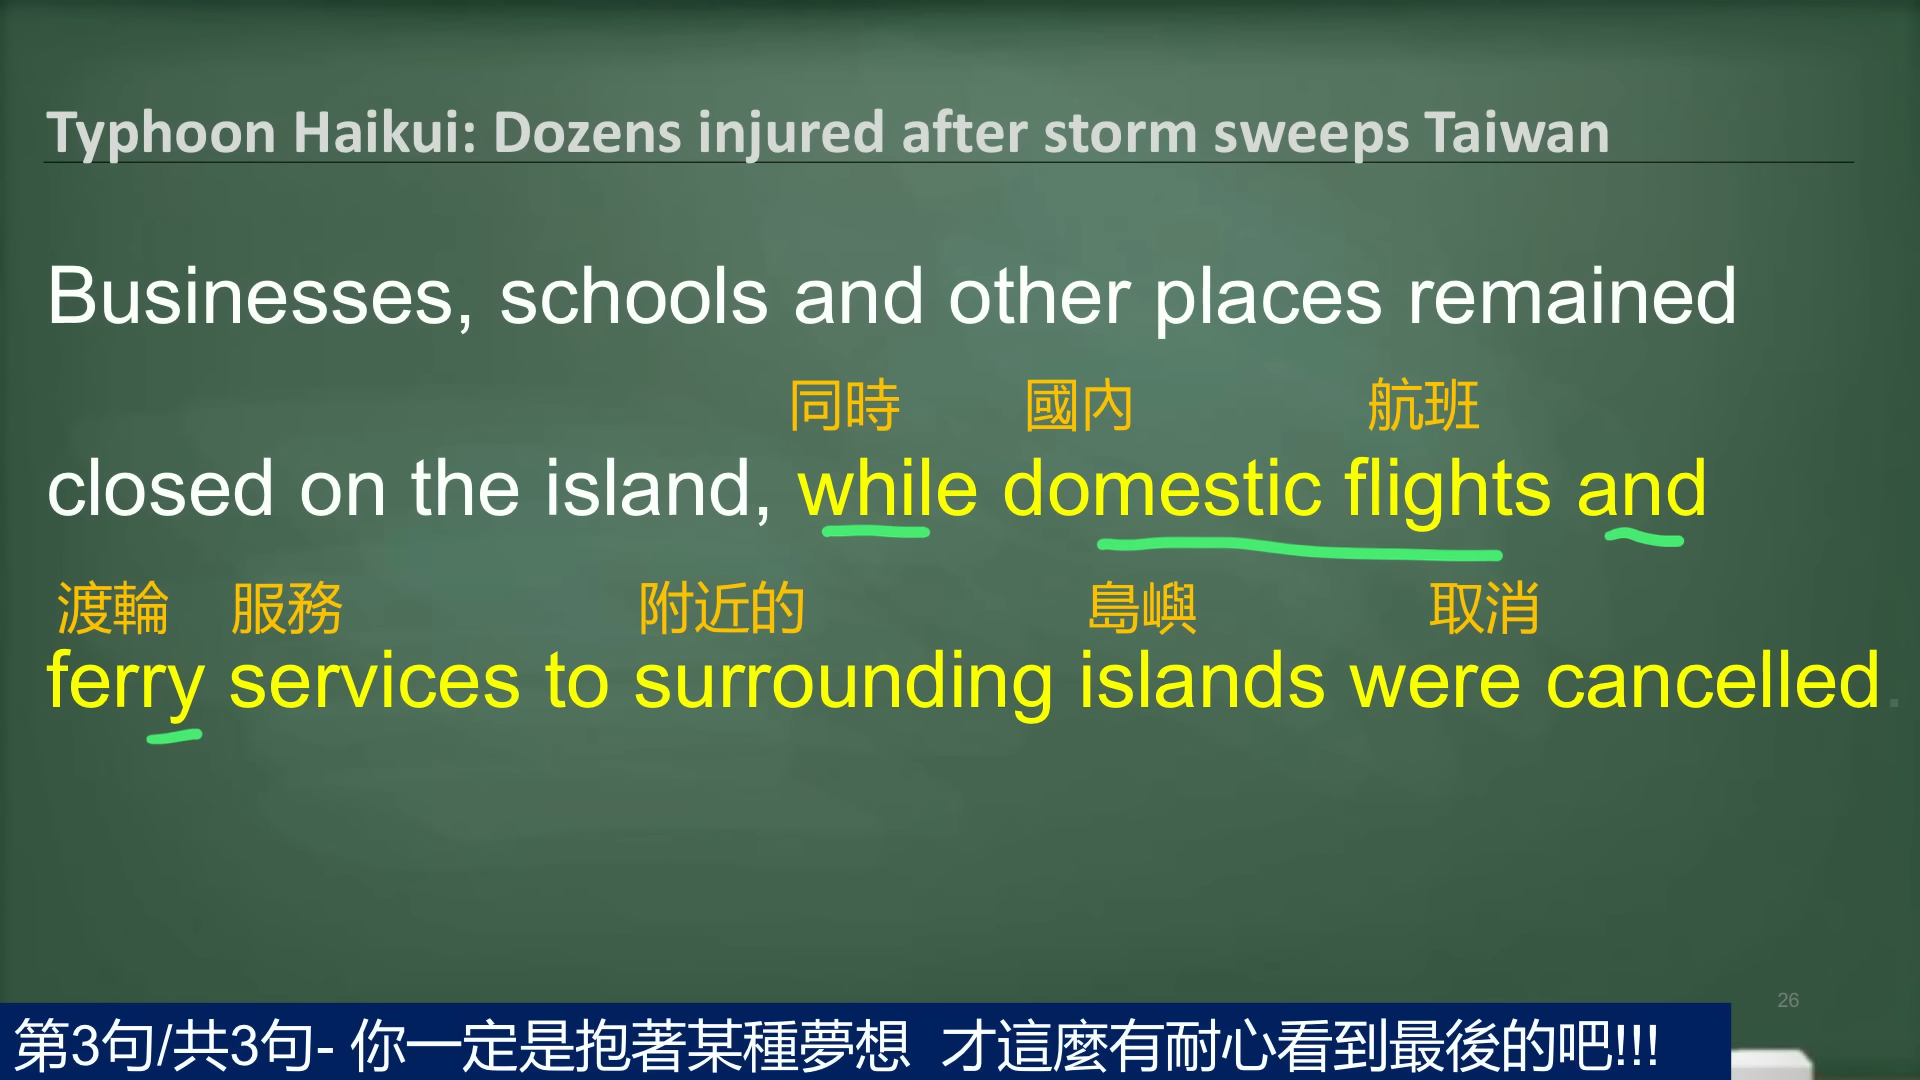 Typhoon Haikui: Dozens injured after storm sweeps Taiwan
Businesses, schools and other places remained
同時 國內 航班
closed on the island, while domestic flights and
渡輪 服務 附近的 島嶼 取消
ferry services to surrounding islands were cancelled.
26
第3句/共3句- 你一定是抱著某種夢想 才這麼有耐心看到最後的吧!!!